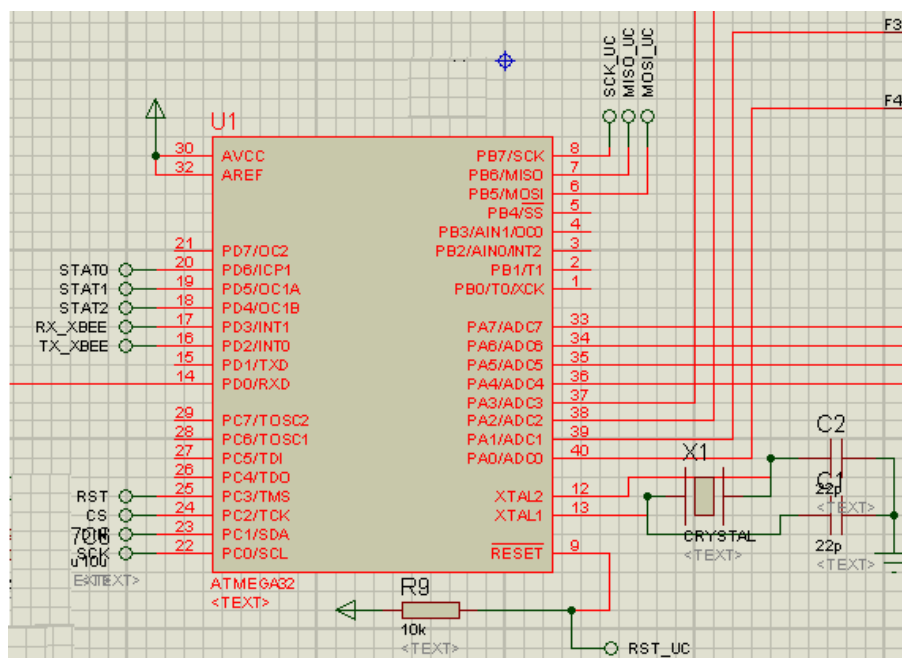 F3
SCK_UC
MISO_UC
MOSI_UC
F4
U1
30 AVCC PB7/SCK 8
32 AREF PB6/MISO 7
PB5/MOSI 6
PB4/SS 5
PB3/AIN1/OC0 4
21 PD7/OC2 PB2/AIN0/INT2 3
STAT0 20 PD6/ICP1 PB1/T1 2
STAT1 19 PD5/OC1A PB0/T0/XCK 1
STAT2 18 PD4/OC1B
RX_XBEE 17 PD3/INT1 PA7/ADC7 33
TX_XBEE 16 PD2/INT0 PA6/ADC6 34
15 PD1/TXD PA5/ADC5 35
14 PD0/RXD PA4/ADC4 36
PA3/ADC3 37
29 PC7/TOSC2 PA2/ADC2 38
28 PC6/TOSC1 PA1/ADC1 39
27 PC5/TDI PA0/ADC0 40
26 PC4/TDO
RST 25 PC3/TMS XTAL2 12
CS 24 PC2/TCK XTAL1 13
23 PC1/SDA
SCK 22 PC0/SCL RESET 9
u10u
<TEXT>
ATMEGA32
<TEXT>
X1
CRYSTAL
<TEXT>
C2
22p
<TEXT>
C1
22p
<TEXT>
R9
10k
<TEXT>
RST_UC